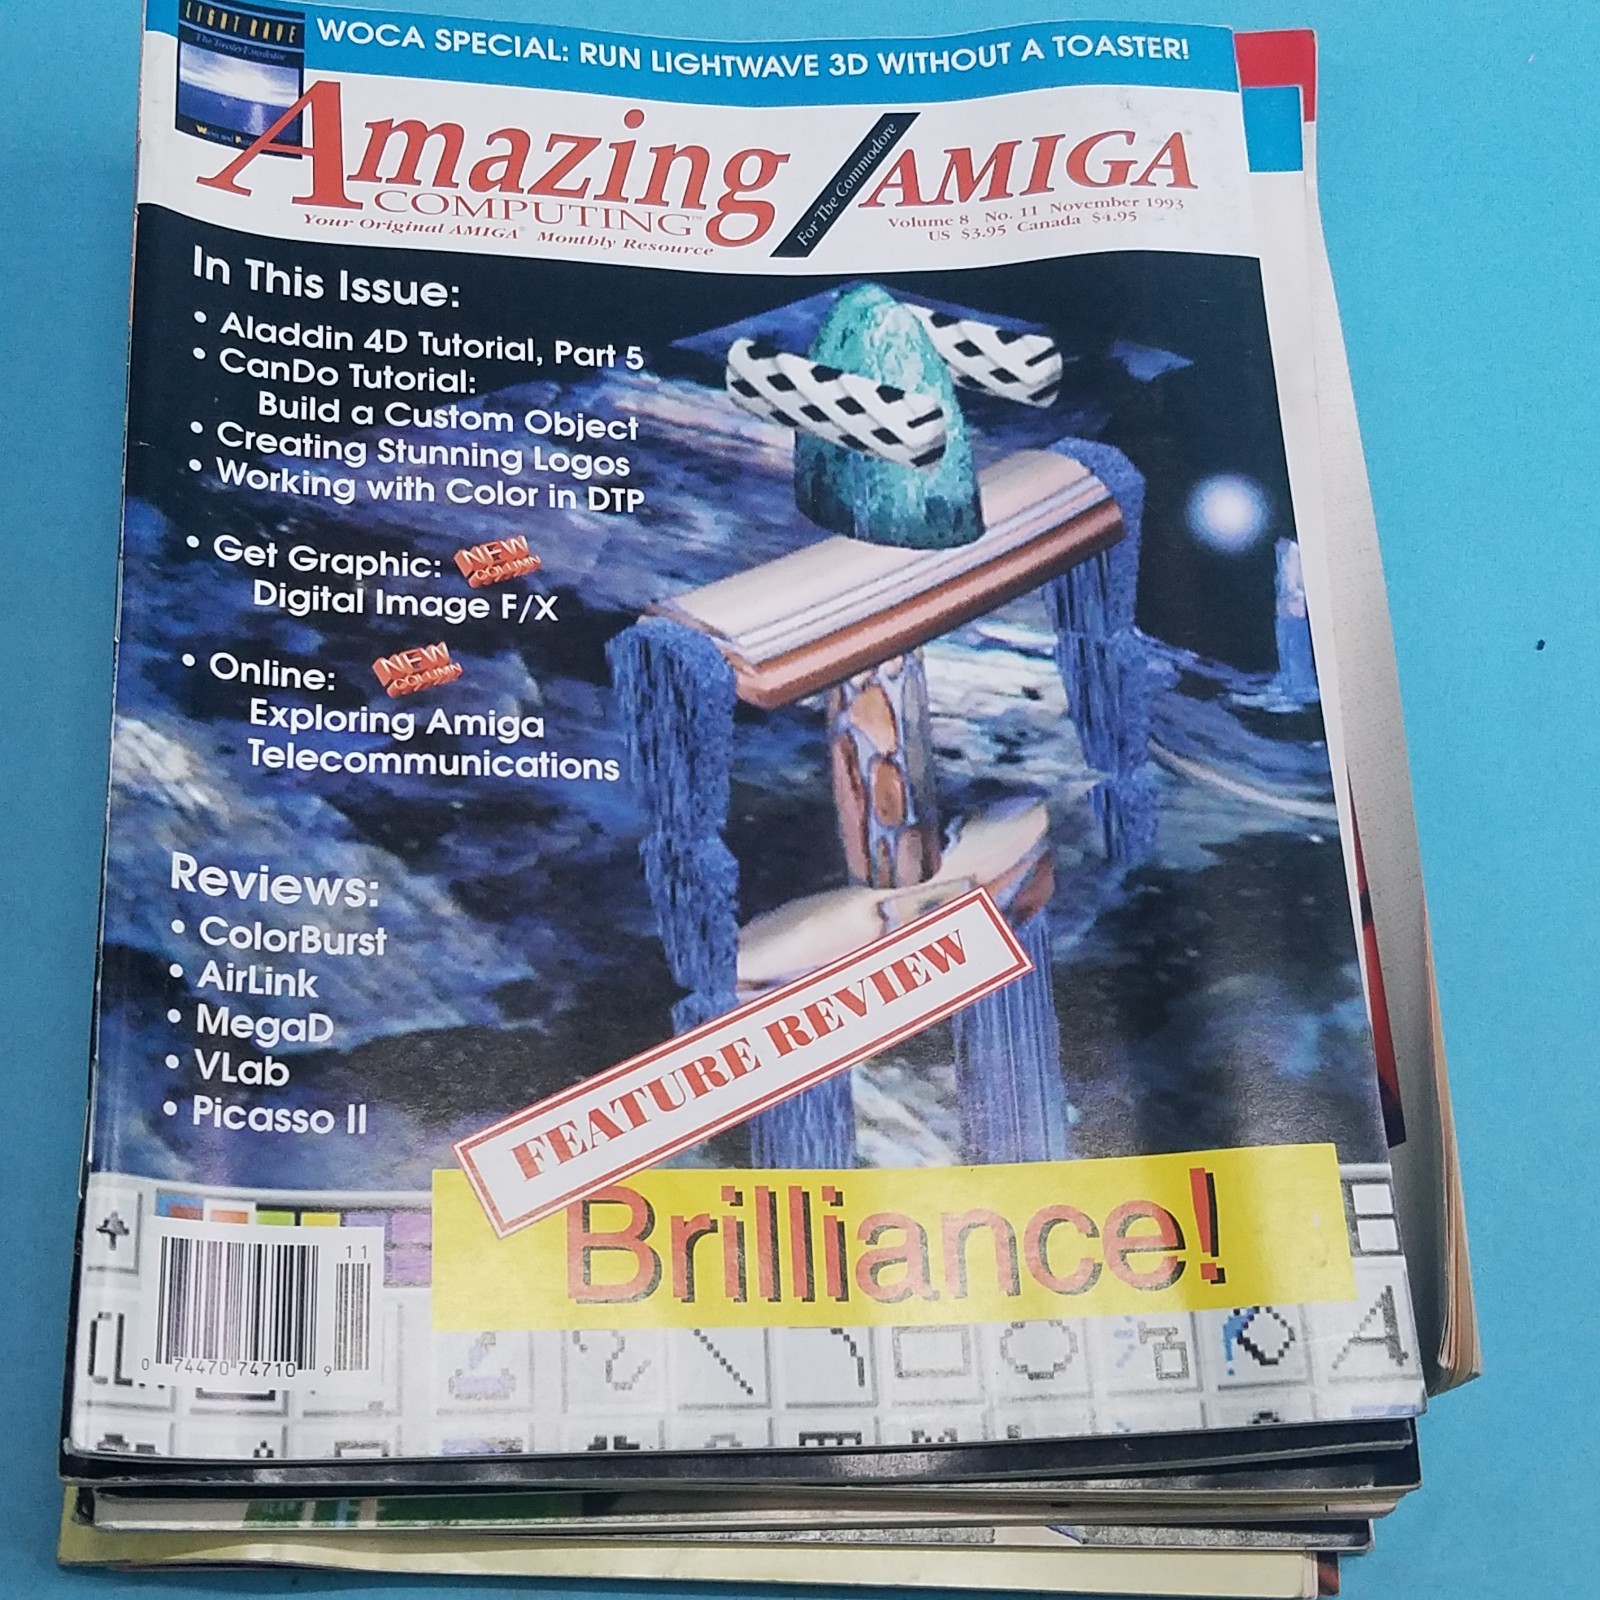 LIGHT WAVE
WOCA SPECIAL: RUN LIGHTWAVE 3D WITHOUT A TOASTER!
Amazing
COMPUTING™
Your Original AMIGA® Monthly Resource
For The Commodore
AMIGA
Volume 8 No. 11 November 1993
US $3.95 Canada $4.95
In This Issue:
• Aladdin 4D Tutorial, Part 5
• CanDo Tutorial:
Build a Custom Object
• Creating Stunning Logos
• Working with Color in DTP
• Get Graphic:
NEW
COLUMN
Digital Image F/X
• Online:
NEW
COLUMN
Exploring Amiga
Telecommunications
Reviews:
• ColorBurst
• AirLink
• MegaD
• VLab
• Picasso II
FEATURE REVIEW
Brilliance!
11
0 74470 74710 9
A